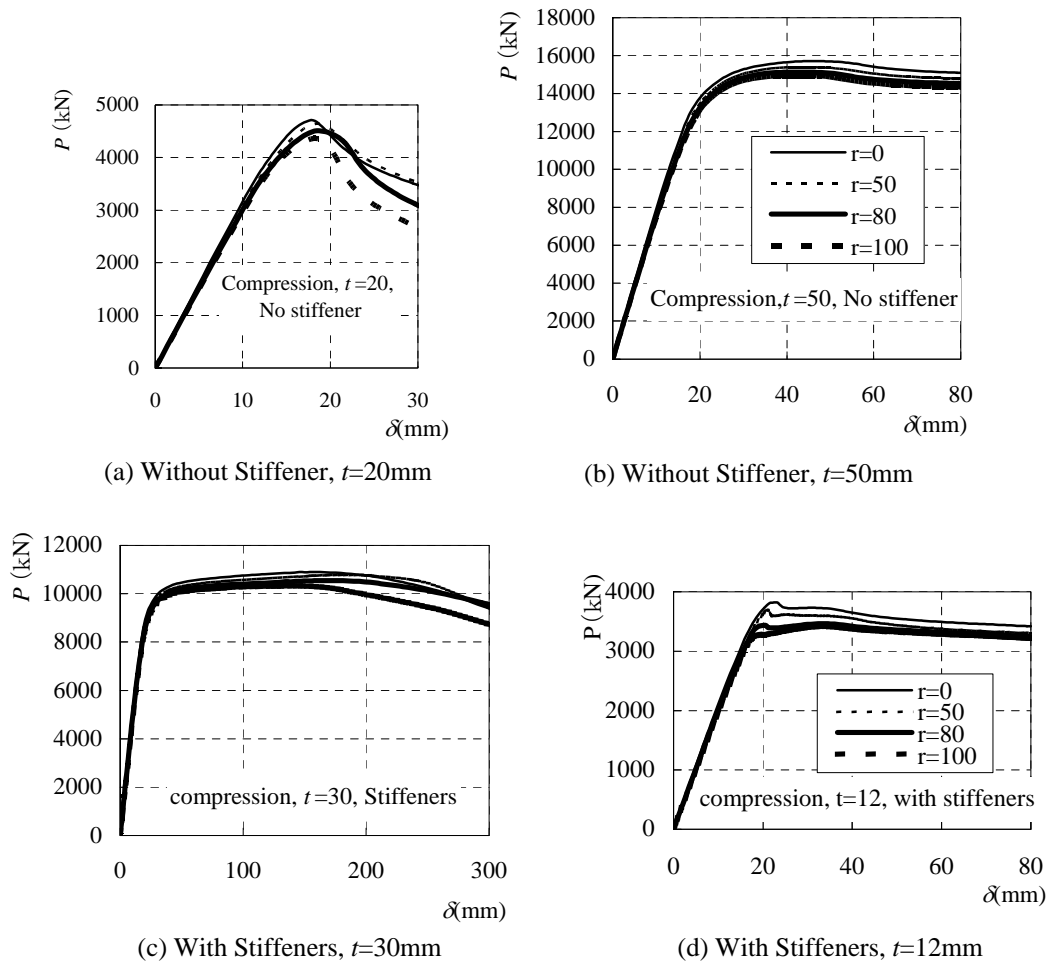 P (kN)
5000
4000
3000
2000
1000
0
Compression, t=20,
No stiffener
0 10 20 30
δ(mm)
(a) Without Stiffener, t=20mm
P (kN)
18000
16000
14000
12000
10000
8000
6000
4000
2000
0
r=0
r=50
r=80
r=100
Compression,t=50, No stiffener
0 20 40 60 80
δ(mm)
(b) Without Stiffener, t=50mm
P (kN)
12000
10000
8000
6000
4000
2000
0
compression, t=30, Stiffeners
0 100 200 300
δ(mm)
(c) With Stiffeners, t=30mm
P (kN)
4000
3000
2000
1000
0
r=0
r=50
r=80
r=100
compression, t=12, with stiffeners
0 20 40 60 80
δ(mm)
(d) With Stiffeners, t=12mm